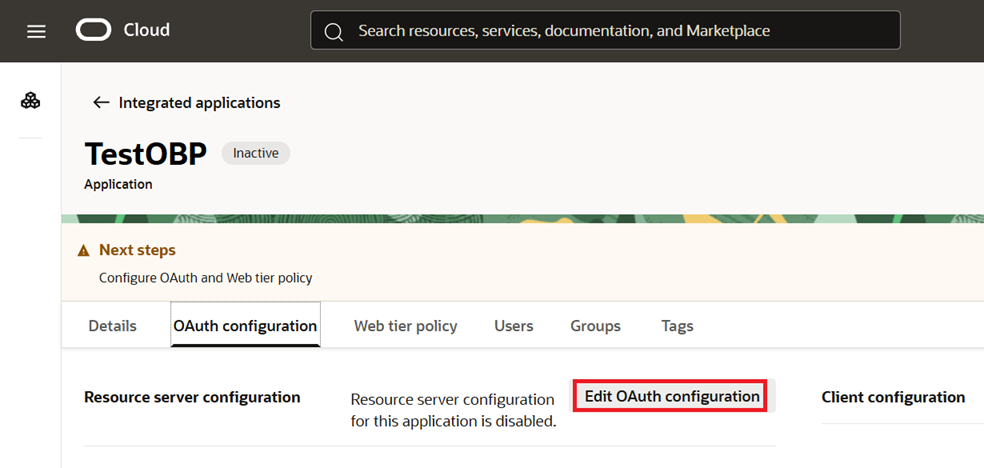 Cloud
Search resources, services, documentation, and Marketplace
Integrated applications
TestOBP
Inactive
Application
Next steps
Configure OAuth and Web tier policy
Details
OAuth configuration
Web tier policy
Users
Groups
Tags
Resource server configuration
Resource server configuration
for this application is disabled.
Edit OAuth configuration
Client configuration